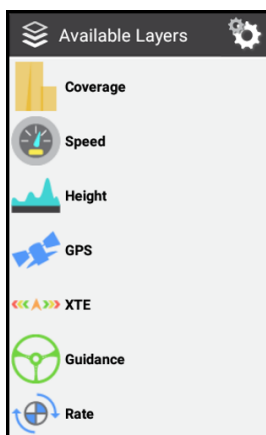 Available Layers
Coverage
Speed
Height
GPS
XTE
Guidance
Rate